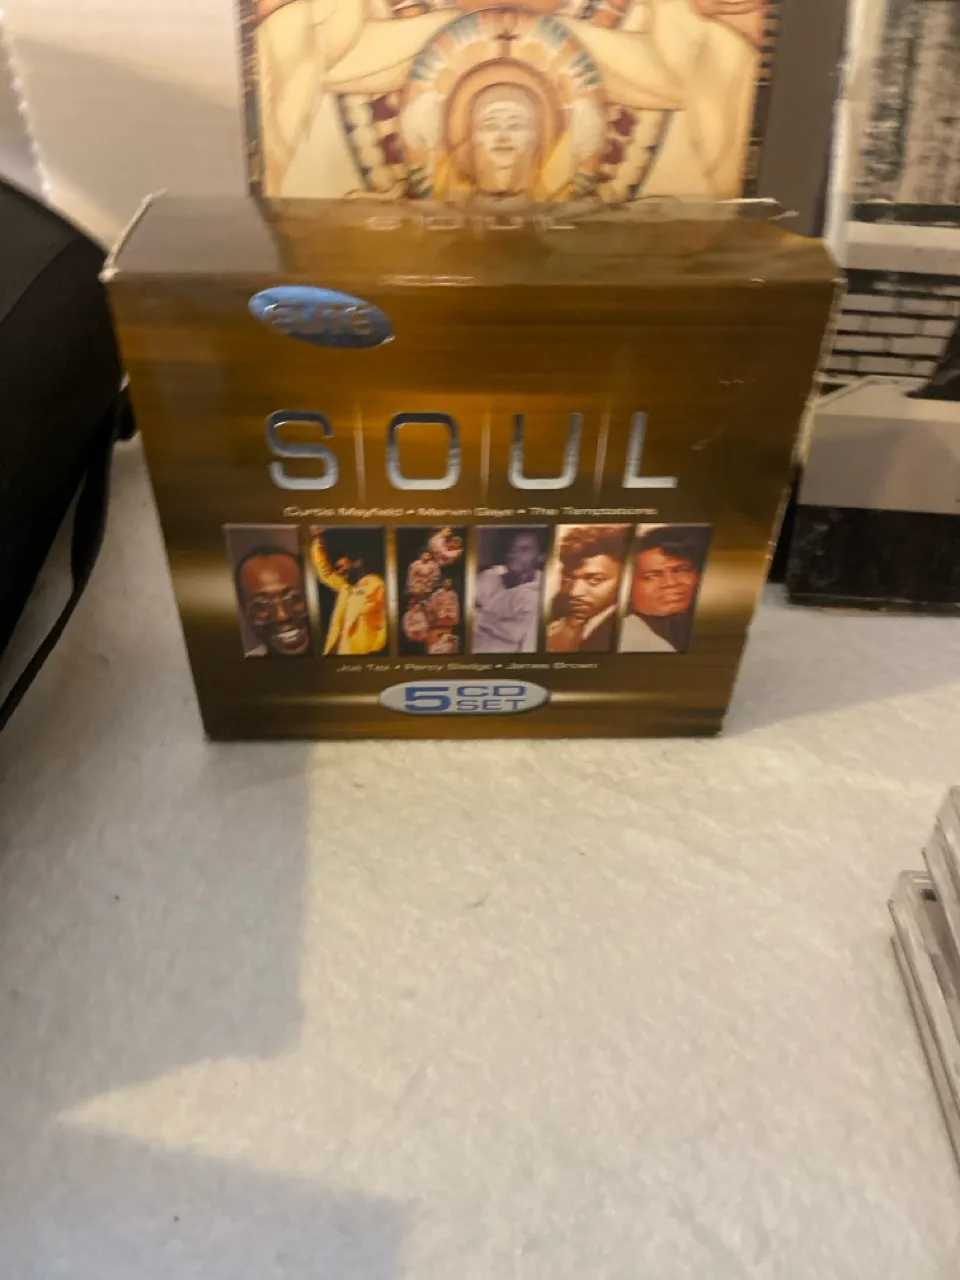 SOUL
ELITE
SOUL
Curtis Mayfield • Marvin Gaye • The Temptations
Joe Tex • Percy Sledge • James Brown
5 CD
SET